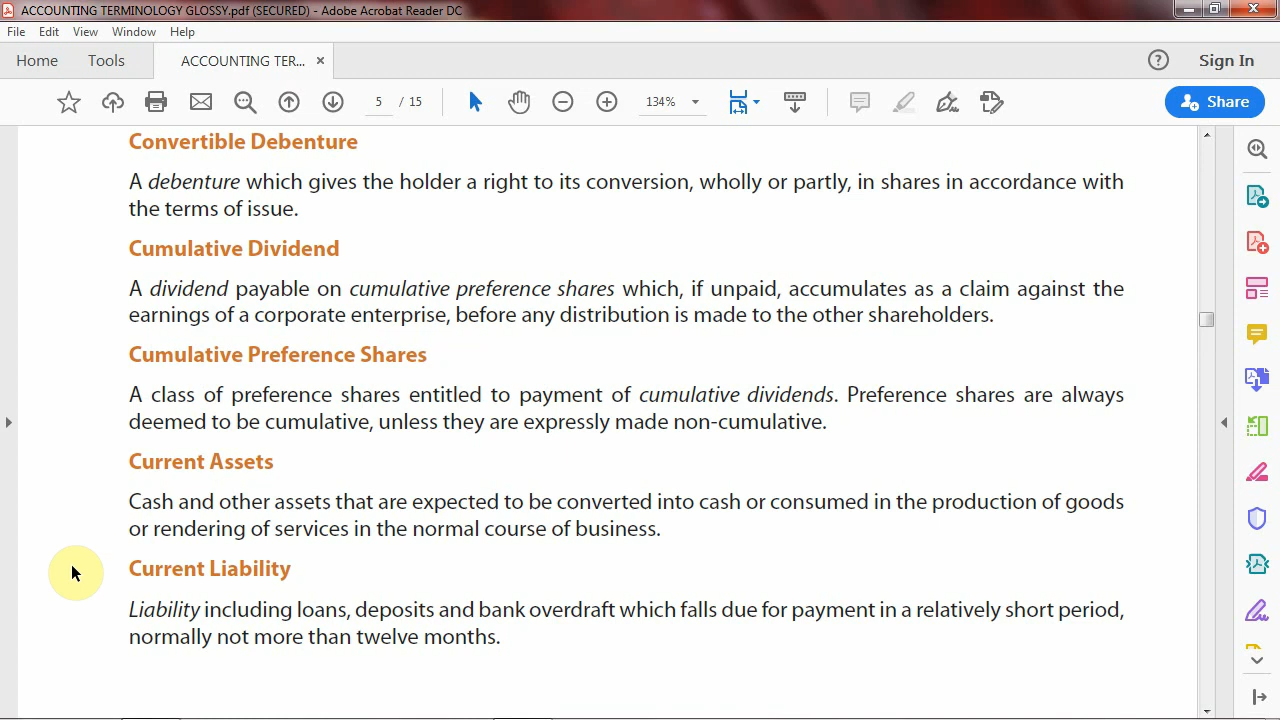 ACCOUNTING TERMINOLOGY GLOSSY.pdf (SECURED) - Adobe Acrobat Reader DC
File Edit View Window Help
Home Tools ACCOUNTING TER... × ? Sign In
5 / 15 134% Share
Convertible Debenture
A debenture which gives the holder a right to its conversion, wholly or partly, in shares in accordance with
the terms of issue.
Cumulative Dividend
A dividend payable on cumulative preference shares which, if unpaid, accumulates as a claim against the
earnings of a corporate enterprise, before any distribution is made to the other shareholders.
Cumulative Preference Shares
A class of preference shares entitled to payment of cumulative dividends. Preference shares are always
deemed to be cumulative, unless they are expressly made non-cumulative.
Current Assets
Cash and other assets that are expected to be converted into cash or consumed in the production of goods
or rendering of services in the normal course of business.
Current Liability
Liability including loans, deposits and bank overdraft which falls due for payment in a relatively short period,
normally not more than twelve months.